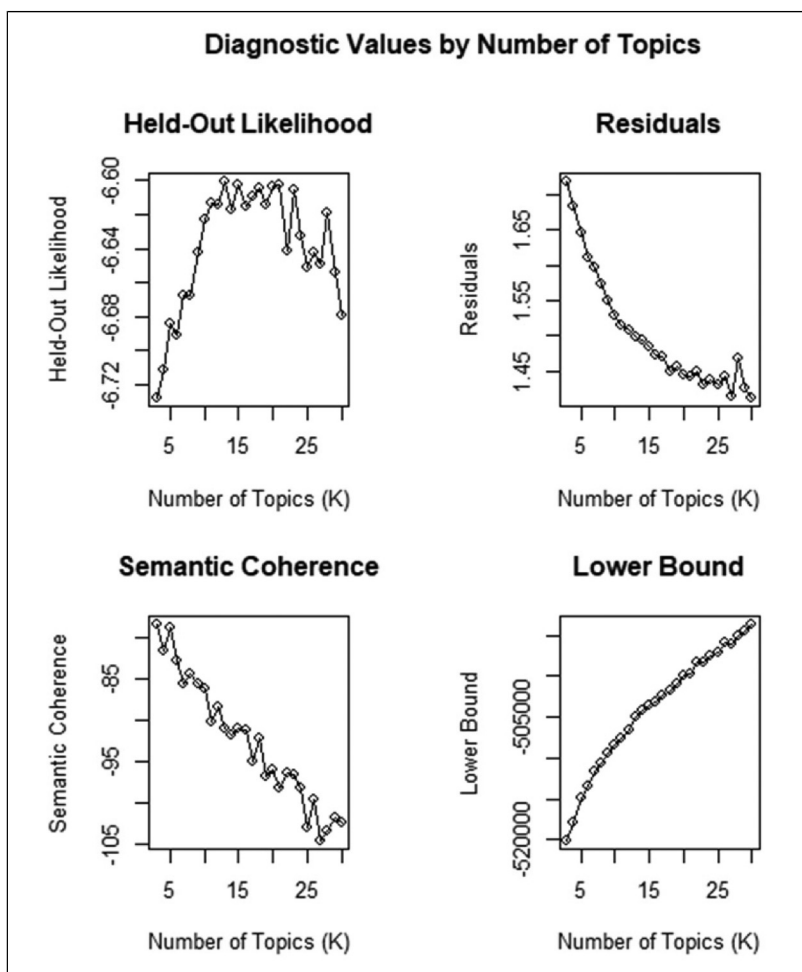 Diagnostic Values by Number of Topics
Held-Out Likelihood
Held-Out Likelihood
-6.60
-6.64
-6.68
-6.72
5
15
25
Number of Topics (K)
Residuals
Residuals
1.65
1.55
1.45
5
15
25
Number of Topics (K)
Semantic Coherence
Semantic Coherence
-85
-95
-105
5
15
25
Number of Topics (K)
Lower Bound
Lower Bound
-505000
-520000
5
15
25
Number of Topics (K)